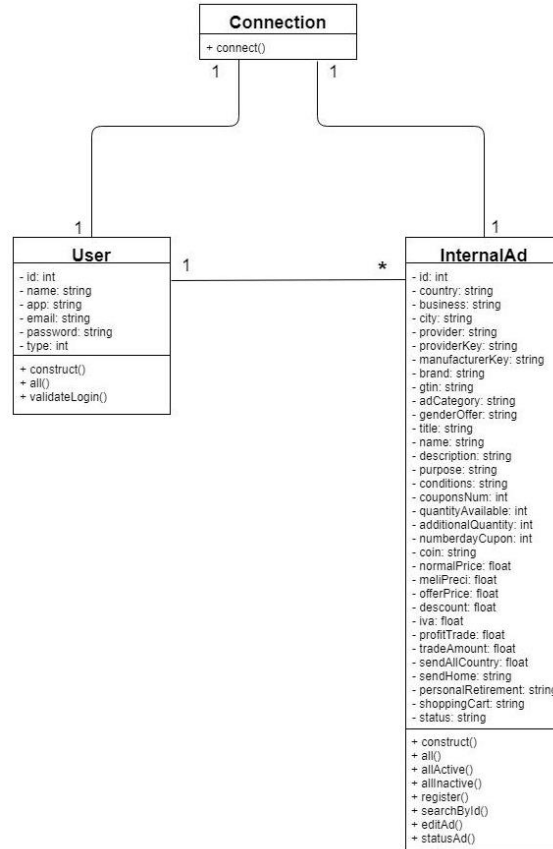 Connection
+ connect()
1
1
1
1
User
- id: int
- name: string
- app: string
- email: string
- password: string
- type: int
+ construct()
+ all()
+ validateLogin()
1
*
InternalAd
- id: int
- country: string
- business: string
- city: string
- provider: string
- providerKey: string
- manufacturerKey: string
- brand: string
- gtin: string
- adCategory: string
- genderOffer: string
- title: string
- name: string
- description: string
- purpose: string
- conditions: string
- couponsNum: int
- quantityAvailable: int
- additionalQuantity: int
- numberdayCupon: int
- coin: string
- normalPrice: float
- meliPreci: float
- offerPrice: float
- descount: float
- iva: float
- profitTrade: float
- tradeAmount: float
- sendAllCountry: float
- sendHome: string
- personalRetirement: string
- shoppingCart: string
- status: string
+ construct()
+ all()
+ allActive()
+ allInactive()
+ register()
+ searchById()
+ editAd()
+ statusAd()